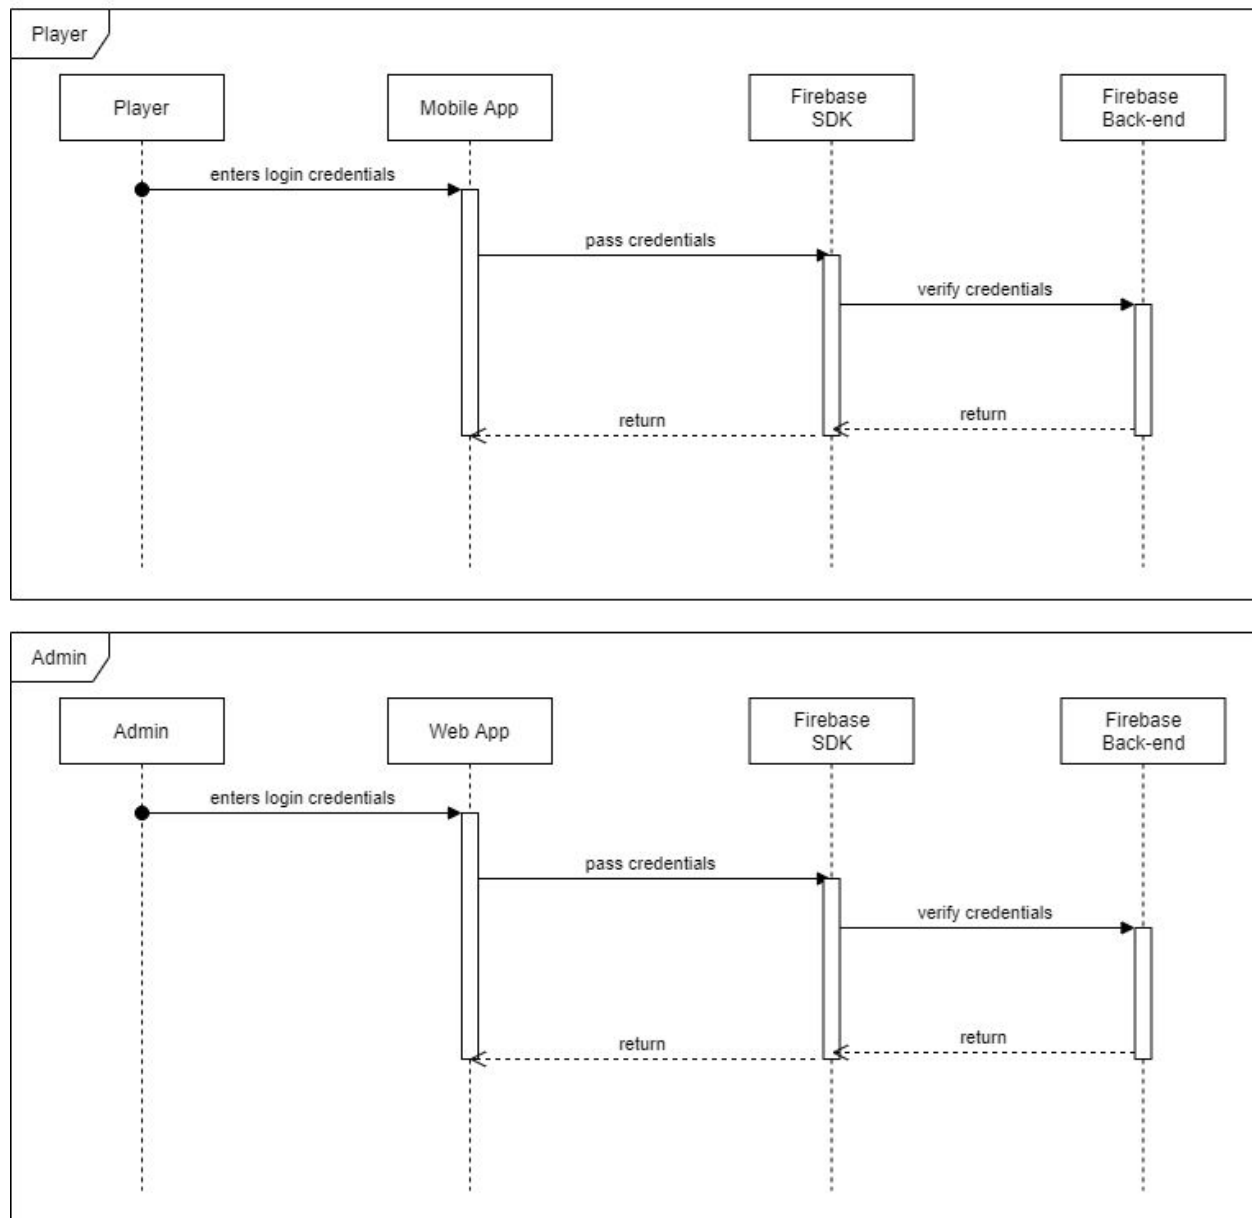 Player
Player
Mobile App
Firebase
SDK
Firebase
Back-end
enters login credentials
pass credentials
verify credentials
return
return
Admin
Admin
Web App
Firebase
SDK
Firebase
Back-end
enters login credentials
pass credentials
verify credentials
return
return